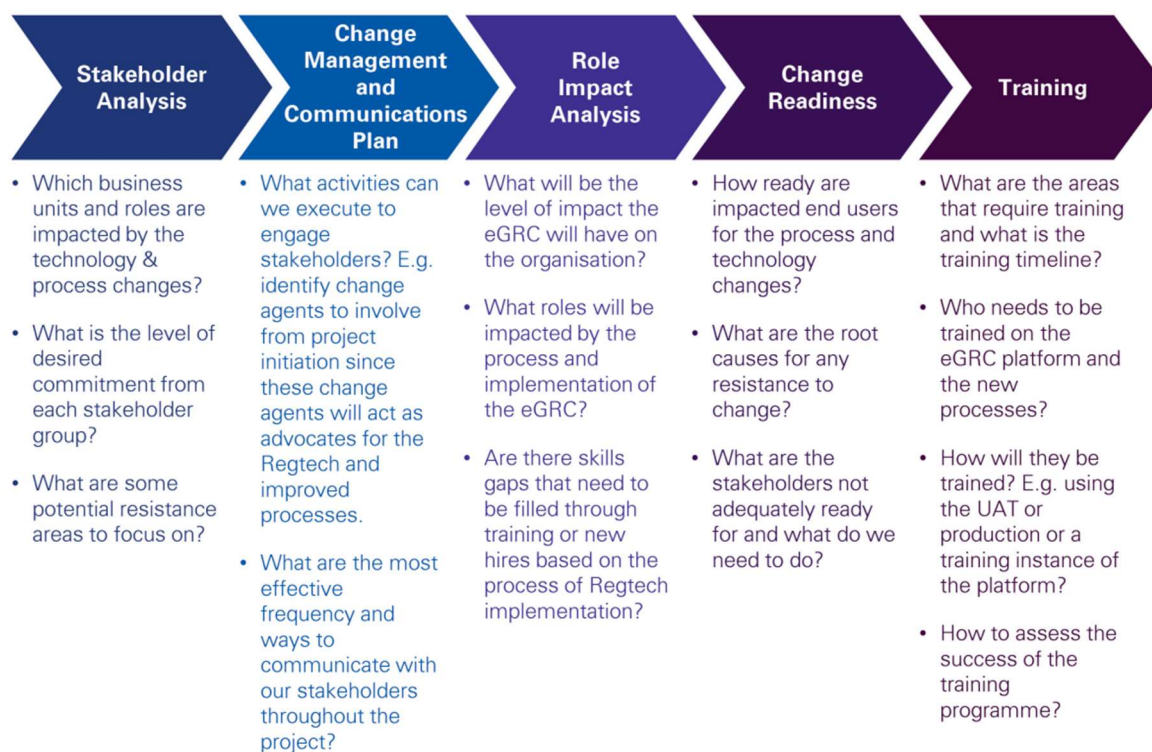 Stakeholder
Analysis
Change
Management
and
Communications
Plan
Role
Impact
Analysis
Change
Readiness
Training
• Which business
units and roles are
impacted by the
technology &
process changes?
• What is the level of
desired
commitment from
each stakeholder
group?
• What are some
potential resistance
areas to focus on?
• What activities can
we execute to
engage
stakeholders? E.g.
identify change
agents to involve
from project
initiation since
these change
agents will act as
advocates for the
Regtech and
improved
processes.
• What are the most
effective
frequency and
ways to
communicate with
our stakeholders
throughout the
project?
• What will be the
level of impact the
eGRC will have on
the organisation?
• What roles will be
impacted by the
process and
implementation of
the eGRC?
• Are there skills
gaps that need to
be filled through
training or new
hires based on the
process of Regtech
implementation?
• How ready are
impacted end users
for the process and
technology
changes?
• What are the root
causes for any
resistance to
change?
• What are the
stakeholders not
adequately ready
for and what do we
need to do?
• What are the areas
that require training
and what is the
training timeline?
• Who needs to be
trained on the
eGRC platform and
the new
processes?
• How will they be
trained? E.g. using
the UAT or
production or a
training instance of
the platform?
• How to assess the
success of the
training
programme?